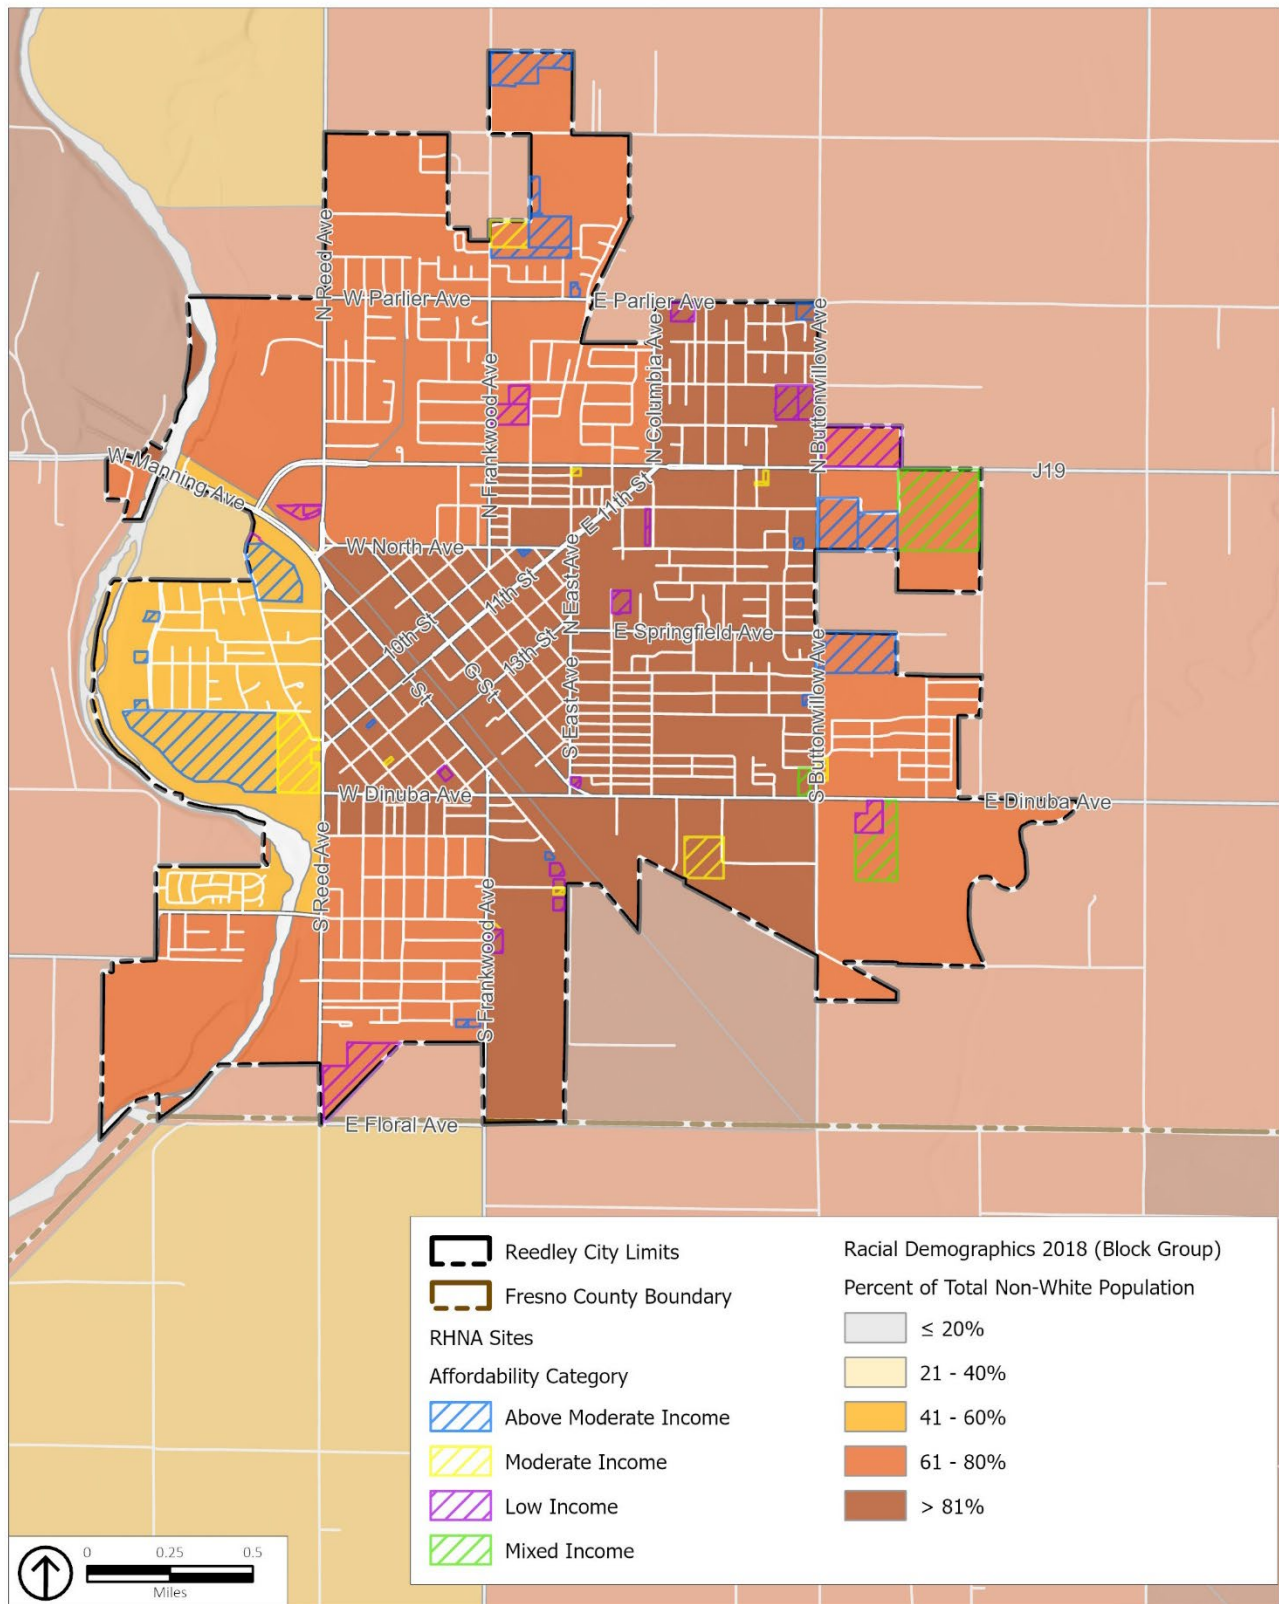 N Reed Ave
W Parlier Ave
E Parlier Ave
N Frankwood Ave
N Columbia Ave
N Buttonwillow Ave
W Manning Ave
J19
E 11th St
W North Ave
11th St
10th St
13th St
G St
I St
N East Ave
E Springfield Ave
S East Ave
S Buttonwillow Ave
W Dinuba Ave
E Dinuba Ave
S Reed Ave
S Frankwood Ave
E Floral Ave
Reedley City Limits
Fresno County Boundary
RHNA Sites
Affordability Category
Above Moderate Income
Moderate Income
Low Income
Mixed Income
Racial Demographics 2018 (Block Group)
Percent of Total Non-White Population
≤ 20%
21 - 40%
41 - 60%
61 - 80%
> 81%
0 0.25 0.5
Miles